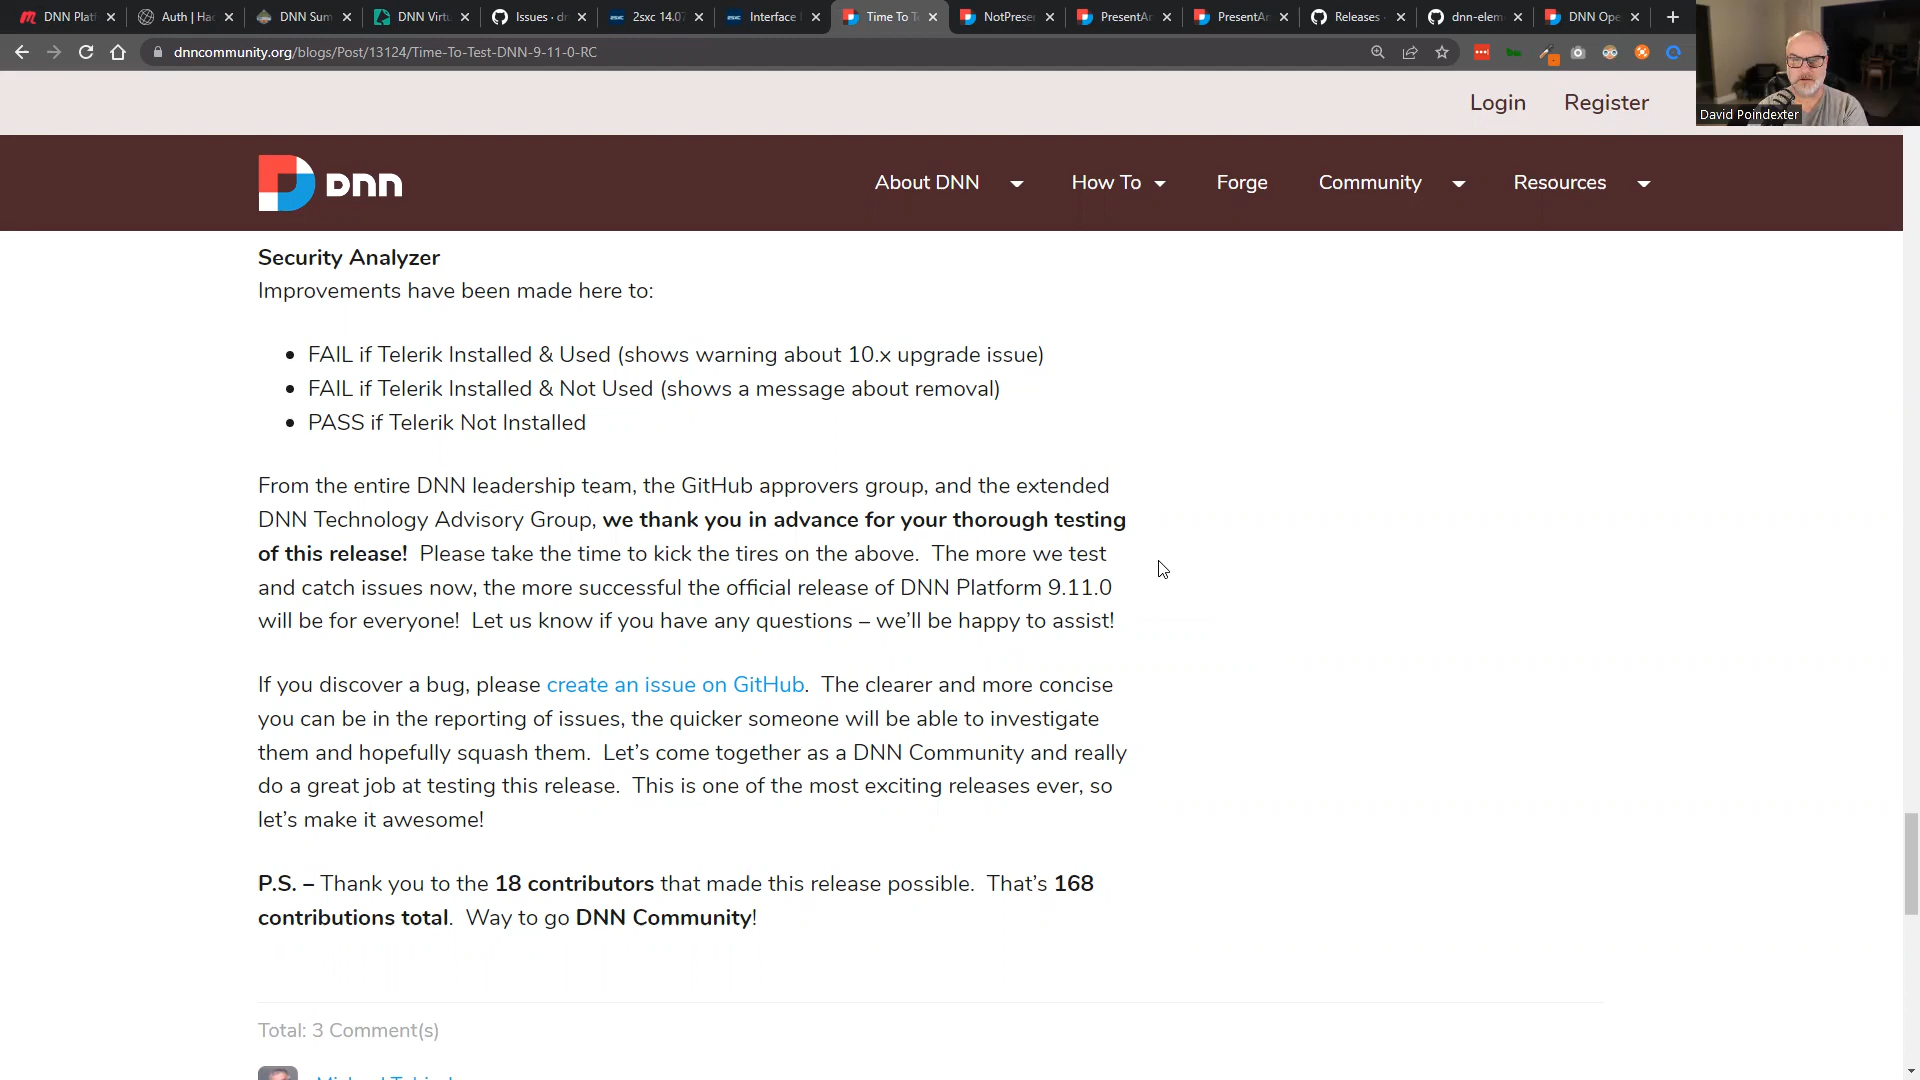 DNN Platf
Auth | Ha
DNN Sum
DNN Virtu
Issues · dn
2sxc 14.07
Interface
Time To T
NotPrese
PresentAr
PresentAr
Releases ·
dnn-elem
DNN Ope
dnncommunity.org/blogs/Post/13124/Time-To-Test-DNN-9-11-0-RC
David Poindexter
Login Register
DNN
About DNN How To Forge Community Resources
Security Analyzer
Improvements have been made here to:
• FAIL if Telerik Installed & Used (shows warning about 10.x upgrade issue)
• FAIL if Telerik Installed & Not Used (shows a message about removal)
• PASS if Telerik Not Installed
From the entire DNN leadership team, the GitHub approvers group, and the extended
DNN Technology Advisory Group, we thank you in advance for your thorough testing
of this release! Please take the time to kick the tires on the above. The more we test
and catch issues now, the more successful the official release of DNN Platform 9.11.0
will be for everyone! Let us know if you have any questions – we'll be happy to assist!
If you discover a bug, please create an issue on GitHub. The clearer and more concise
you can be in the reporting of issues, the quicker someone will be able to investigate
them and hopefully squash them. Let's come together as a DNN Community and really
do a great job at testing this release. This is one of the most exciting releases ever, so
let's make it awesome!
P.S. – Thank you to the 18 contributors that made this release possible. That's 168
contributions total. Way to go DNN Community!
Total: 3 Comment(s)